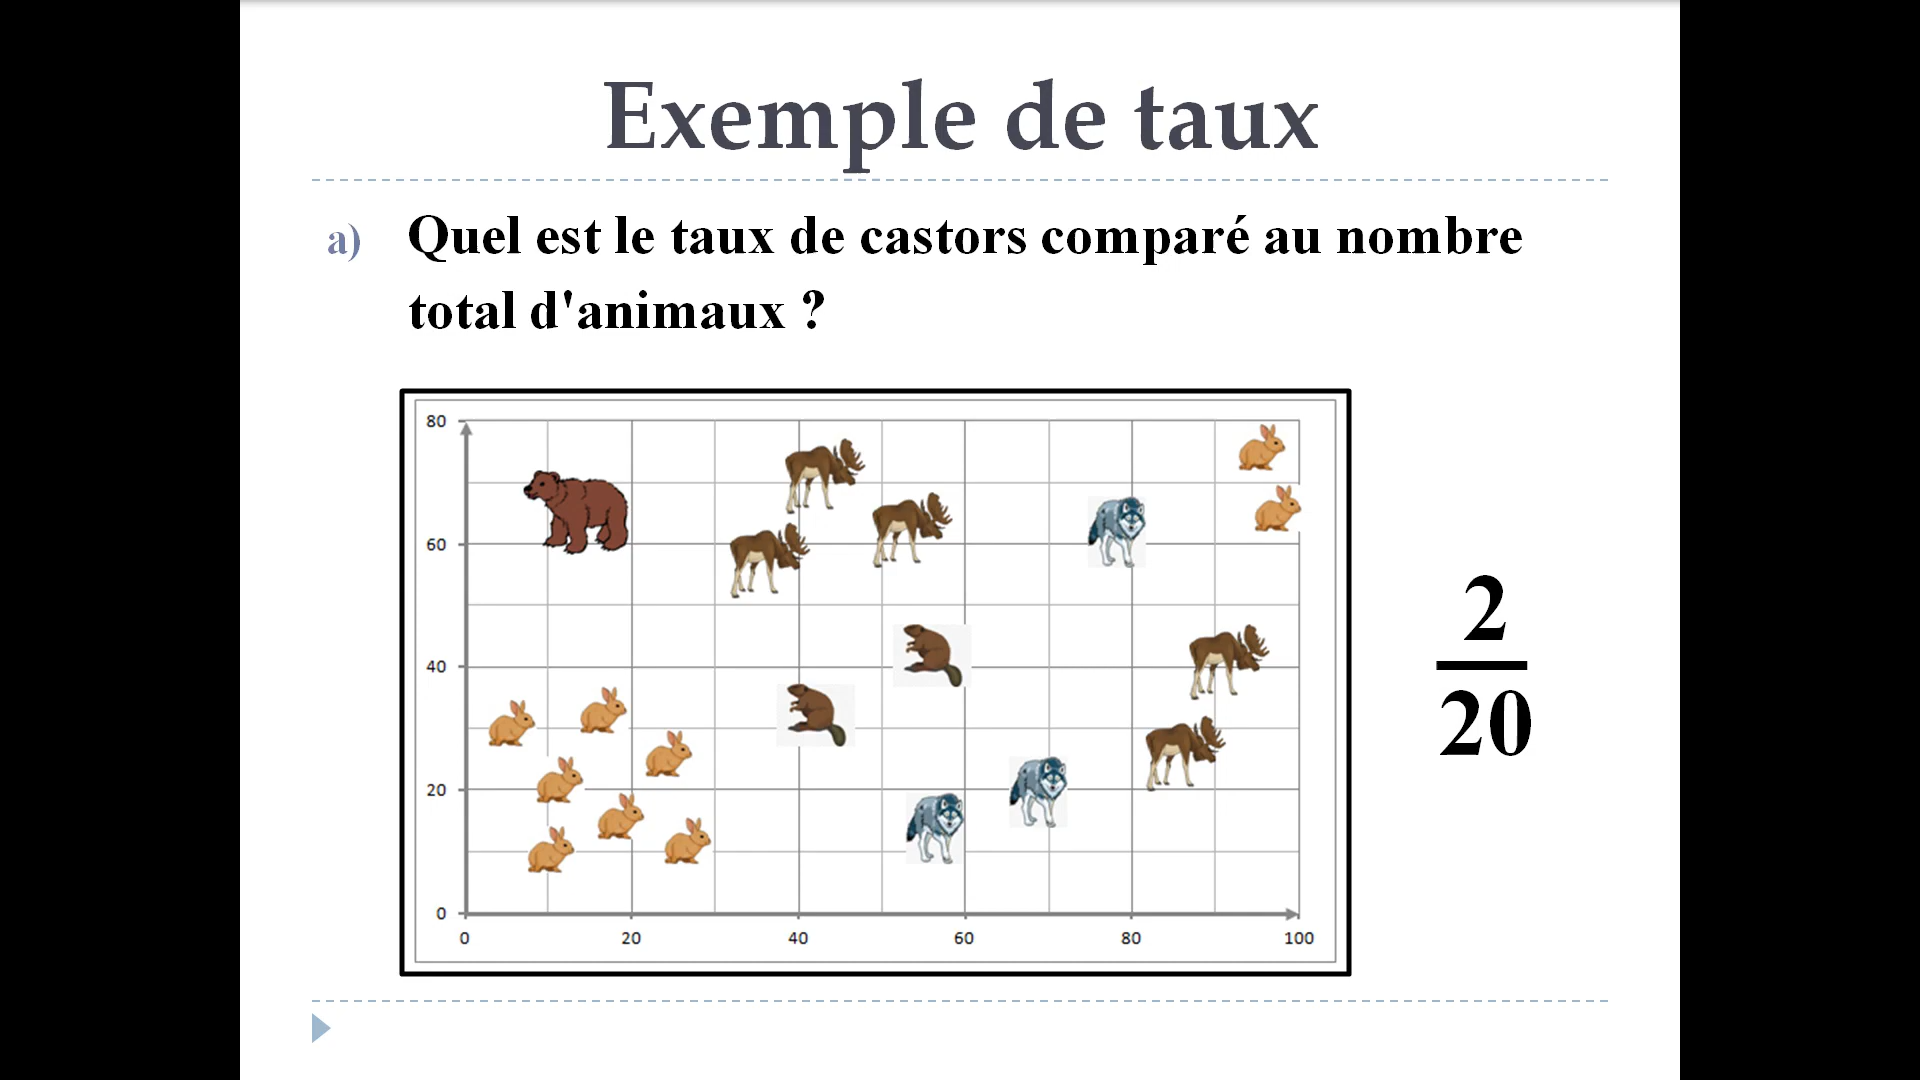 Exemple de taux
a) Quel est le taux de castors comparé au nombre
total d'animaux ?
80
60
40
20
0
0 20 40 60 80 100
2
20